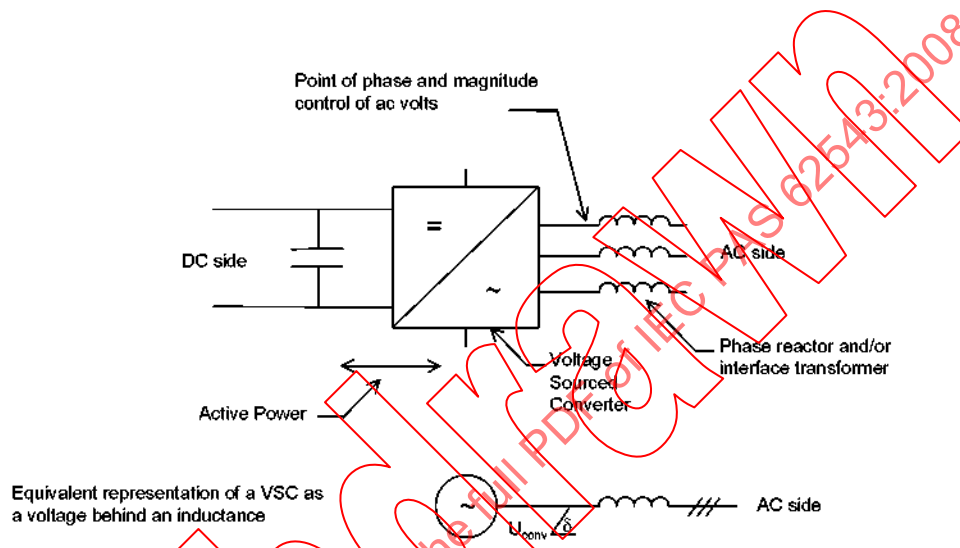 Point of phase and magnitude
control of ac volts
=
~
DC side
AC side
Phase reactor and/or
interface transformer
Voltage
Sourced
Converter
Active Power
Equivalent representation of a VSC as
a voltage behind an inductance
~
Uconv δ
AC side
he full PDF of IEC PAS 62543:2008
drawn